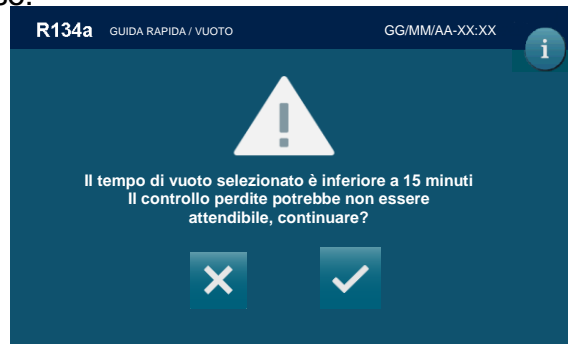 R134a GUIDA RAPIDA / VUOTO GG/MM/AA-XX:XX
i
!
Il tempo di vuoto selezionato è inferiore a 15 minuti
Il controllo perdite potrebbe non essere
attendibile, continuare?